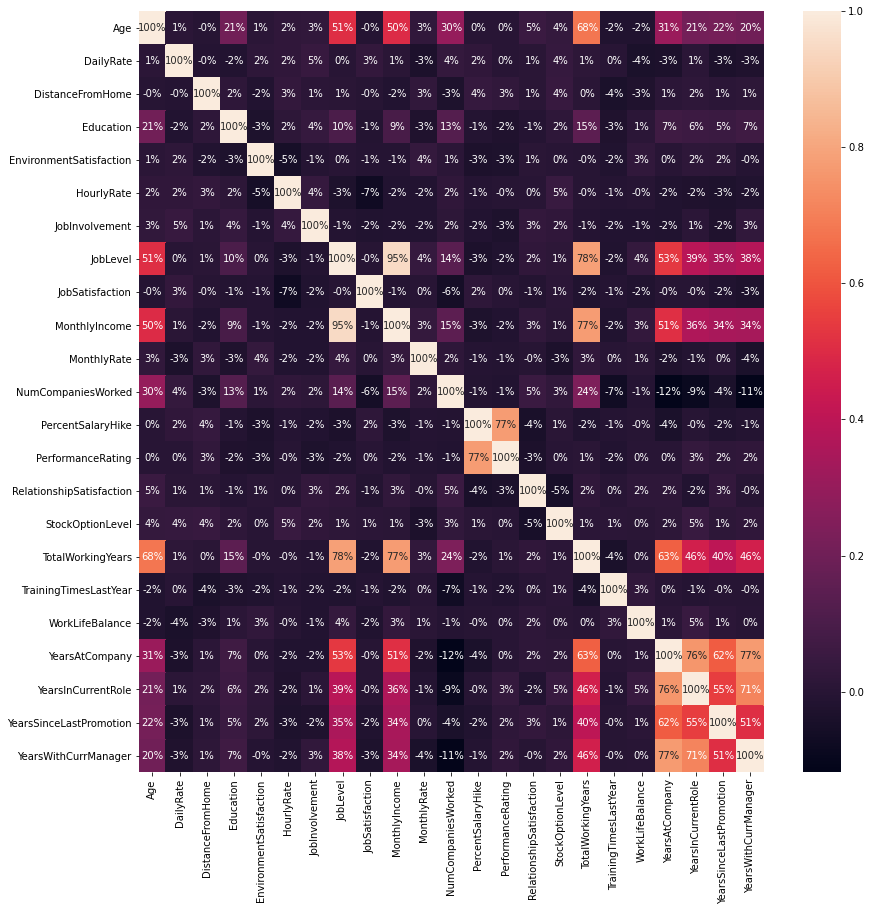 Age 100% 1% -0% 21% 1% 2% 3% 51% -0% 50% 3% 30% 0% 0% 5% 4% 68% -2% -2% 31% 21% 22% 20%
DailyRate 1% 100% -0% -2% 2% 2% 5% 0% 3% 1% -3% 4% 2% 0% 1% 4% 1% 0% -4% -3% 1% -3% -3%
DistanceFromHome -0% -0% 100% 2% -2% 3% 1% 1% -0% -2% 3% -3% 4% 3% 1% 4% 0% -4% -3% 1% 2% 1% 1%
Education 21% -2% 2% 100% -3% 2% 4% 10% -1% 9% -3% 13% -1% -2% -1% 2% 15% -3% 1% 7% 6% 5% 7%
EnvironmentSatisfaction 1% 2% -2% -3% 100% -5% -1% 0% -1% -1% 4% 1% -3% -3% 1% 0% -0% -2% 3% 0% 2% 2% -0%
HourlyRate 2% 2% 3% 2% -5% 100% 4% -3% -7% -2% -2% 2% -1% -0% 0% 5% -0% -1% -0% -2% -2% -3% -2%
JobInvolvement 3% 5% 1% 4% -1% 4% 100% -1% -2% -2% -2% 2% -2% -3% 3% 2% -1% -2% -1% -2% 1% -2% 3%
JobLevel 51% 0% 1% 10% 0% -3% -1% 100% -0% 95% 4% 14% -3% -2% 2% 1% 78% -2% 4% 53% 39% 35% 38%
JobSatisfaction -0% 3% -0% -1% -1% -7% -2% -0% 100% -1% 0% -6% 2% 0% -1% 1% -2% -1% -2% -0% -0% -2% -3%
MonthlyIncome 50% 1% -2% 9% -1% -2% -2% 95% -1% 100% 3% 15% -3% -2% 3% 1% 77% -2% 3% 51% 36% 34% 34%
MonthlyRate 3% -3% 3% -3% 4% -2% -2% 4% 0% 3% 100% 2% -1% -1% -0% -3% 3% 0% 1% -2% -1% 0% -4%
NumCompaniesWorked 30% 4% -3% 13% 1% 2% 2% 14% -6% 15% 2% 100% -1% -1% 5% 3% 24% -7% -1% -12% -9% -4% -11%
PercentSalaryHike 0% 2% 4% -1% -3% -1% -2% -3% 2% -3% -1% -1% 100% 77% -4% 1% -2% -1% -0% -4% -0% -2% -1%
PerformanceRating 0% 0% 3% -2% -3% -0% -3% -2% 0% -2% -1% -1% 77% 100% -3% 0% 1% -2% 0% 0% 3% 2% 2%
RelationshipSatisfaction 5% 1% 1% -1% 1% 0% 3% 2% -1% 3% -0% 5% -4% -3% 100% -5% 2% 0% 2% 2% -2% 3% -0%
StockOptionLevel 4% 4% 4% 2% 0% 5% 2% 1% 1% 1% -3% 3% 1% 0% -5% 100% 1% 1% 0% 2% 5% 1% 2%
TotalWorkingYears 68% 1% 0% 15% -0% -0% -1% 78% -2% 77% 3% 24% -2% 1% 2% 1% 100% -4% 0% 63% 46% 40% 46%
TrainingTimesLastYear -2% 0% -4% -3% -2% -1% -2% -2% -1% -2% 0% -7% -1% -2% 0% 1% -4% 100% 3% 0% -1% -0% -0%
WorkLifeBalance -2% -4% -3% 1% 3% -0% -1% 4% -2% 3% 1% -1% -0% 0% 2% 0% 0% 3% 100% 1% 5% 1% 0%
YearsAtCompany 31% -3% 1% 7% 0% -2% -2% 53% -0% 51% -2% -12% -4% 0% 2% 2% 63% 0% 1% 100% 76% 62% 77%
YearsInCurrentRole 21% 1% 2% 6% 2% -2% 1% 39% -0% 36% -1% -9% -0% 3% -2% 5% 46% -1% 5% 76% 100% 55% 71%
YearsSinceLastPromotion 22% -3% 1% 5% 2% -3% -2% 35% -2% 34% 0% -4% -2% 2% 3% 1% 40% -0% 1% 62% 55% 100% 51%
YearsWithCurrManager 20% -3% 1% 7% -0% -2% 3% 38% -3% 34% -4% -11% -1% 2% -0% 2% 46% -0% 0% 77% 71% 51% 100%
Age
DailyRate
DistanceFromHome
Education
EnvironmentSatisfaction
HourlyRate
JobInvolvement
JobLevel
JobSatisfaction
MonthlyIncome
MonthlyRate
NumCompaniesWorked
PercentSalaryHike
PerformanceRating
RelationshipSatisfaction
StockOptionLevel
TotalWorkingYears
TrainingTimesLastYear
WorkLifeBalance
YearsAtCompany
YearsInCurrentRole
YearsSinceLastPromotion
YearsWithCurrManager
1.0
0.8
0.6
0.4
0.2
0.0